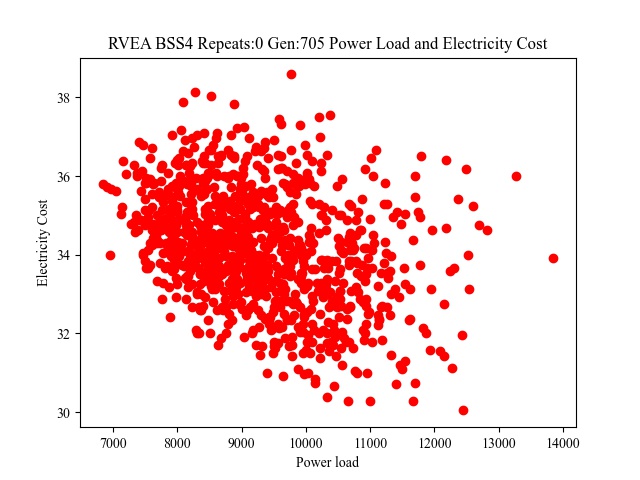 RVEA BSS4 Repeats:0 Gen:705 Power Load and Electricity Cost
Electricity Cost
38
36
34
32
30
7000 8000 9000 10000 11000 12000 13000 14000
Power load